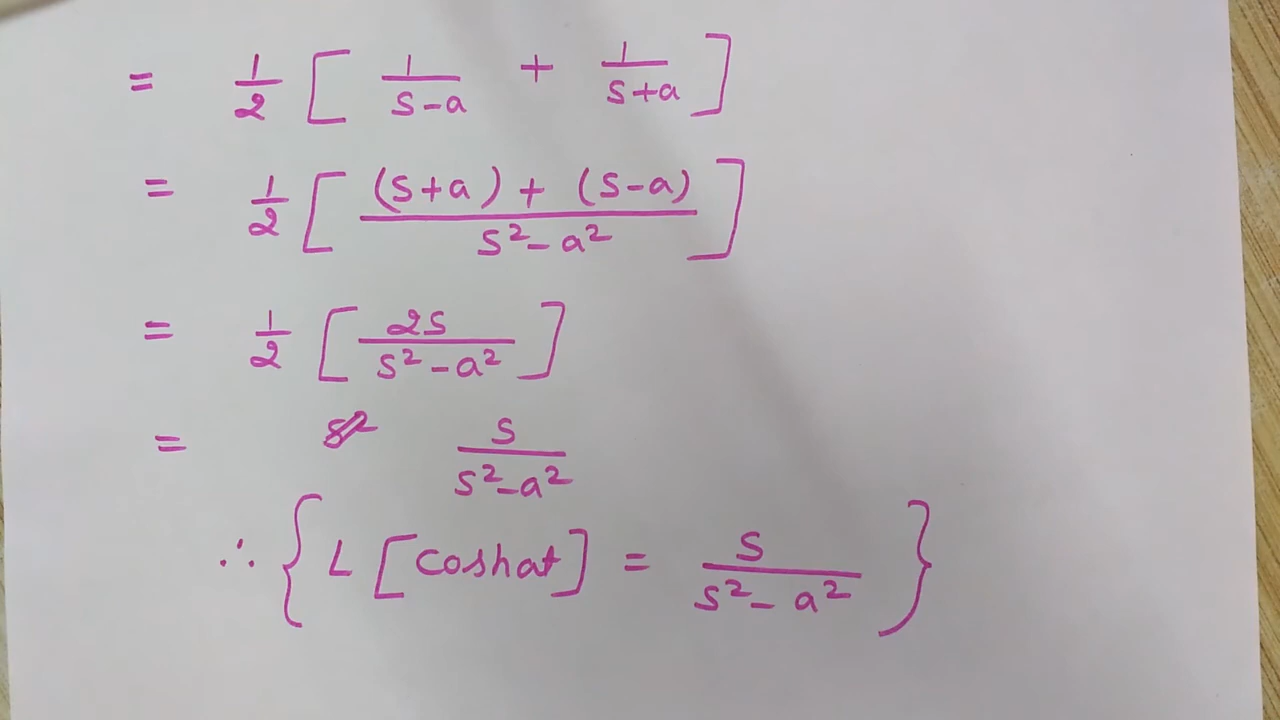 = 1/2 [ 1/(s-a) + 1/(s+a) ]
= 1/2 [ ((s+a) + (s-a))/(s²-a²) ]
= 1/2 [ 2s/(s²-a²) ]
= s/(s²-a²)
∴ { L [coshat] = s/(s²-a²) }